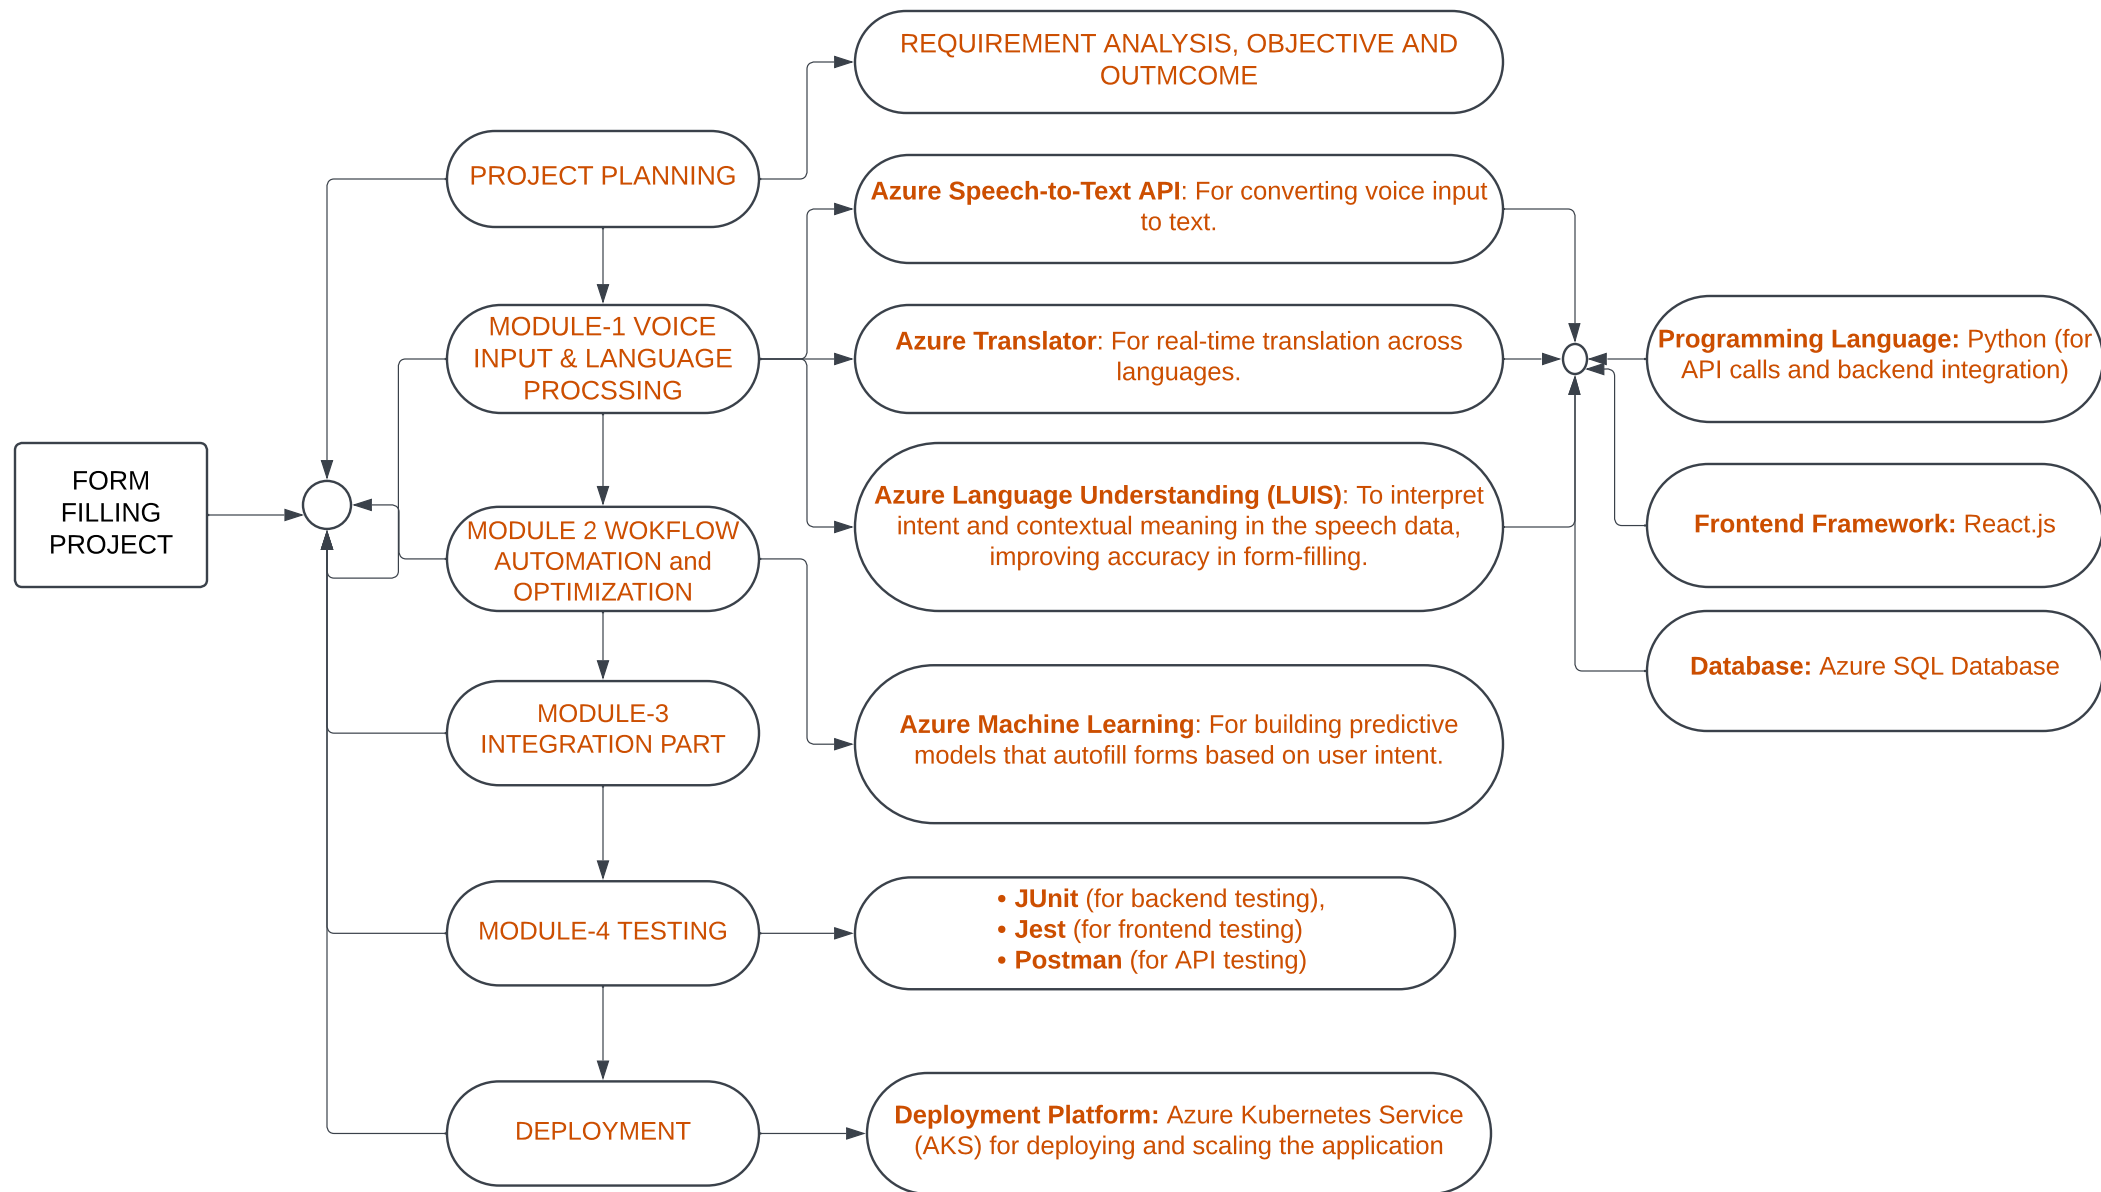 REQUIREMENT ANALYSIS, OBJECTIVE AND
OUTMCOME
PROJECT PLANNING
Azure Speech-to-Text API: For converting voice input
to text.
MODULE-1 VOICE
INPUT & LANGUAGE
PROCSSING
Azure Translator: For real-time translation across
languages.
Programming Language: Python (for
API calls and backend integration)
FORM
FILLING
PROJECT
MODULE 2 WOKFLOW
AUTOMATION and
OPTIMIZATION
Azure Language Understanding (LUIS): To interpret
intent and contextual meaning in the speech data,
improving accuracy in form-filling.
Frontend Framework: React.js
Database: Azure SQL Database
MODULE-3
INTEGRATION PART
Azure Machine Learning: For building predictive
models that autofill forms based on user intent.
MODULE-4 TESTING
• JUnit (for backend testing),
• Jest (for frontend testing)
• Postman (for API testing)
DEPLOYMENT
Deployment Platform: Azure Kubernetes Service
(AKS) for deploying and scaling the application